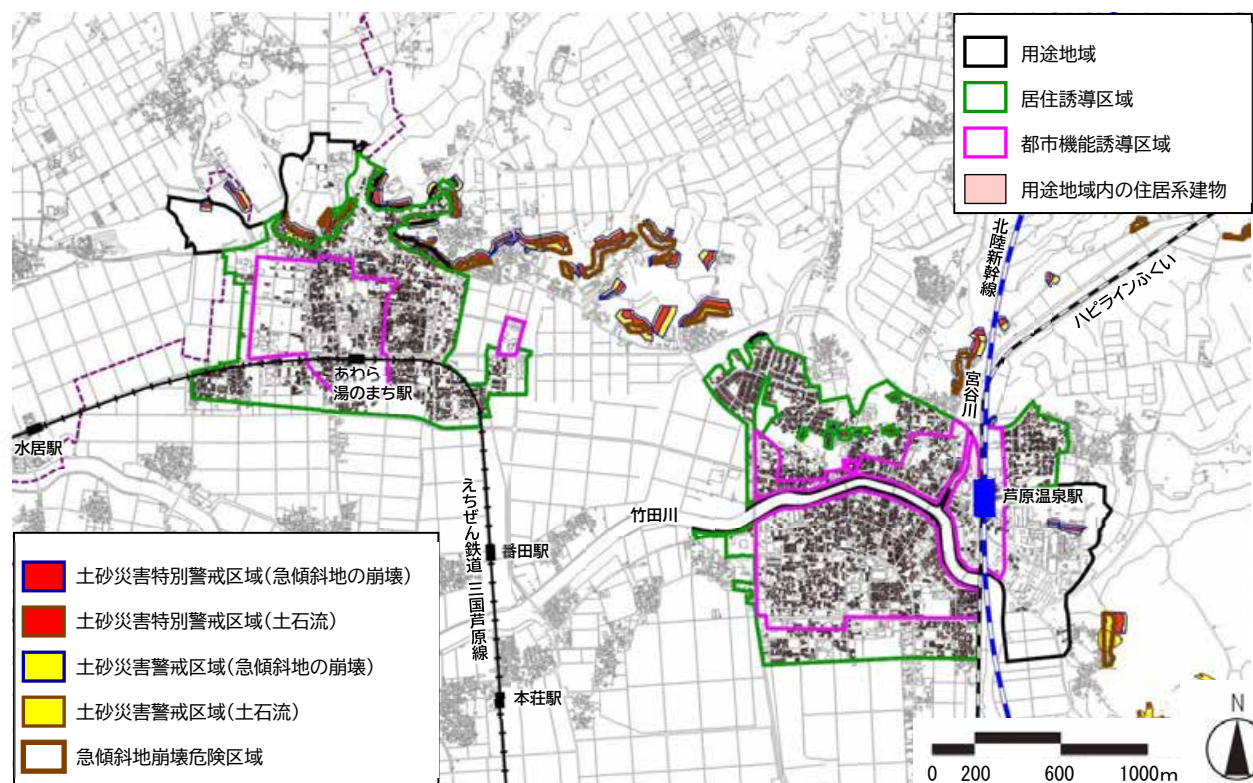 用途地域
居住誘導区域
都市機能誘導区域
用途地域内の住居系建物
北陸新幹線
ハピラインふくい
宮谷川
あわら
湯のまち駅
水居駅
芦原温泉駅
竹田川
えちぜん鉄道 三国芦原線
番田駅
本荘駅
土砂災害特別警戒区域(急傾斜地の崩壊)
土砂災害特別警戒区域(土石流)
土砂災害警戒区域(急傾斜地の崩壊)
土砂災害警戒区域(土石流)
急傾斜地崩壊危険区域
N
0 200 600 1000m